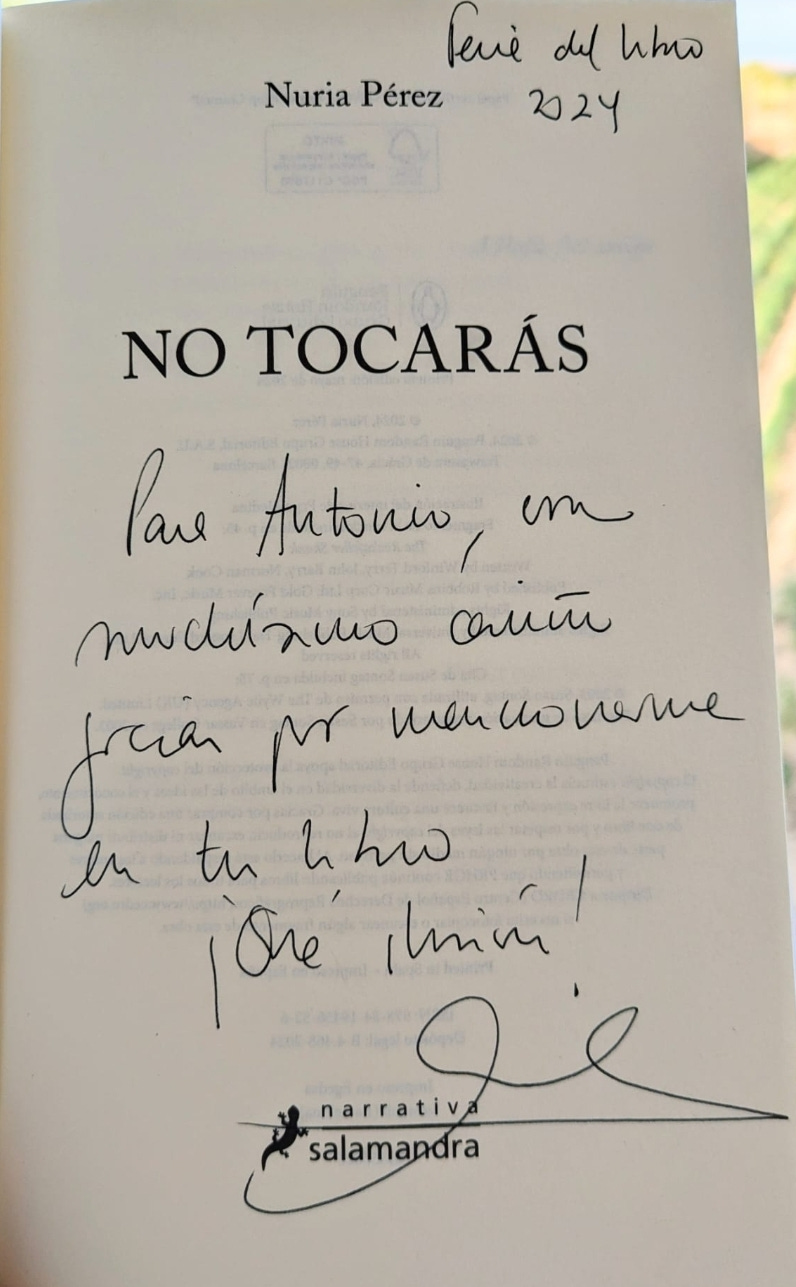 Feria del libro
2024
Nuria Pérez
NO TOCARÁS
Para Antonio, con
muchísimo cariño
gracias por mencionarme
en tu libro
¡Qué ilusión!
narrativa
salamandra